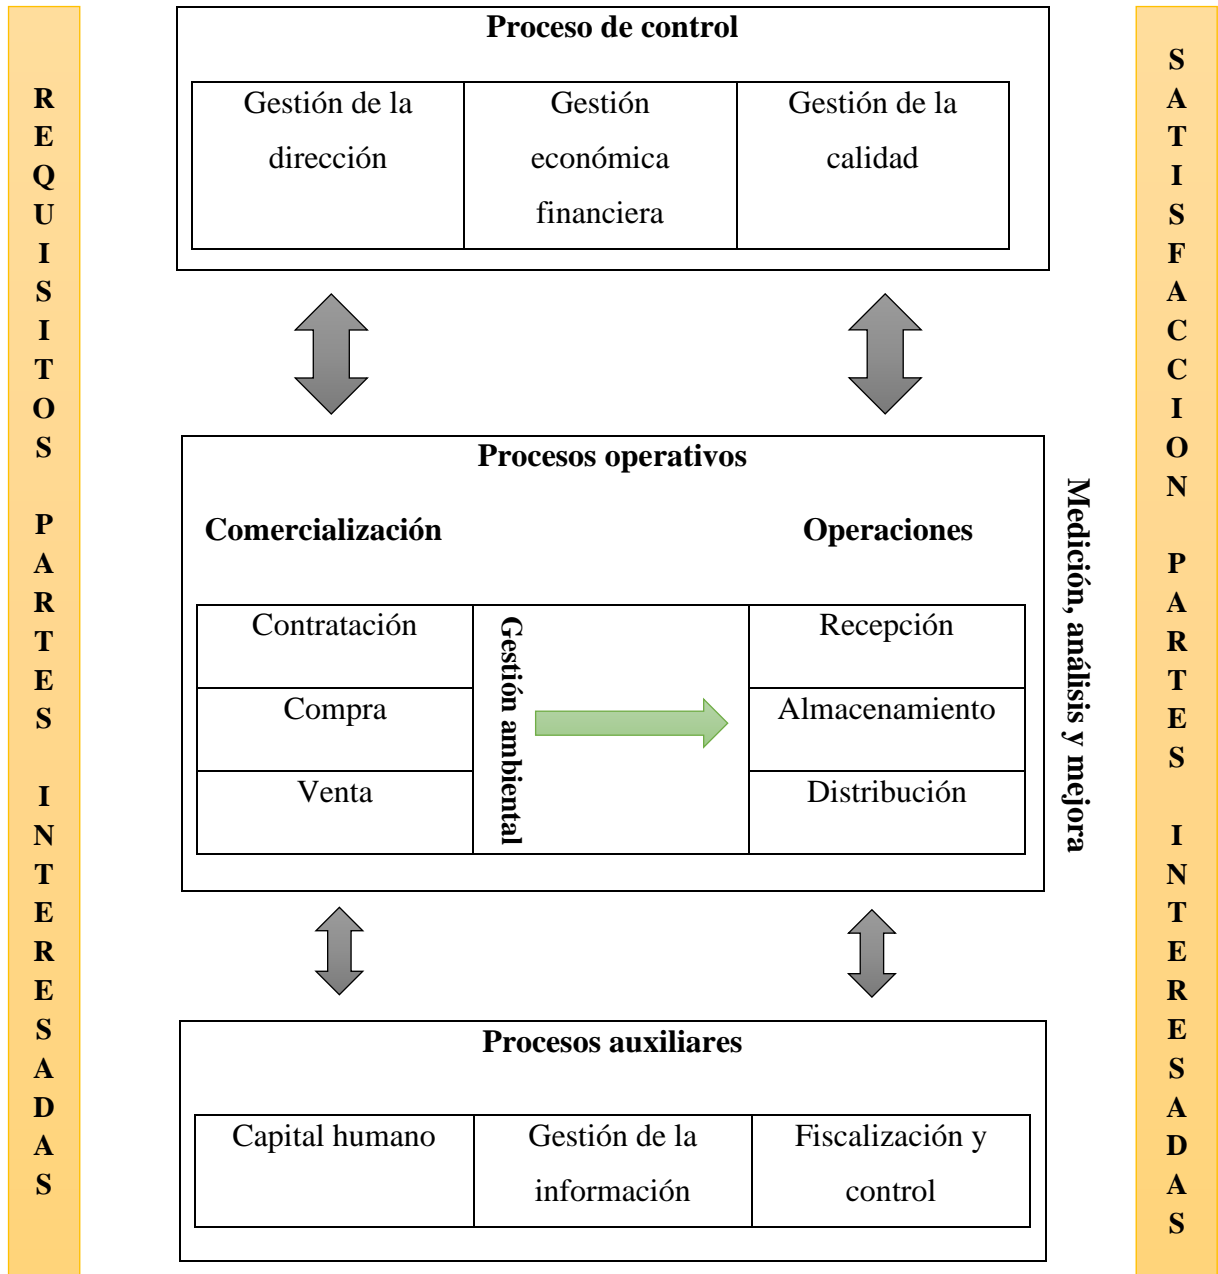 REQUISITOS PARTES INTERESADAS
Proceso de control
Gestión de la
dirección
Gestión
económica
financiera
Gestión de la
calidad
Procesos operativos
Comercialización
Operaciones
Contratación
Compra
Venta
Gestión ambiental
Recepción
Almacenamiento
Distribución
Medición, análisis y mejora
Procesos auxiliares
Capital humano
Gestión de la
información
Fiscalización y
control
SATISFACCION PARTES INTERESADAS